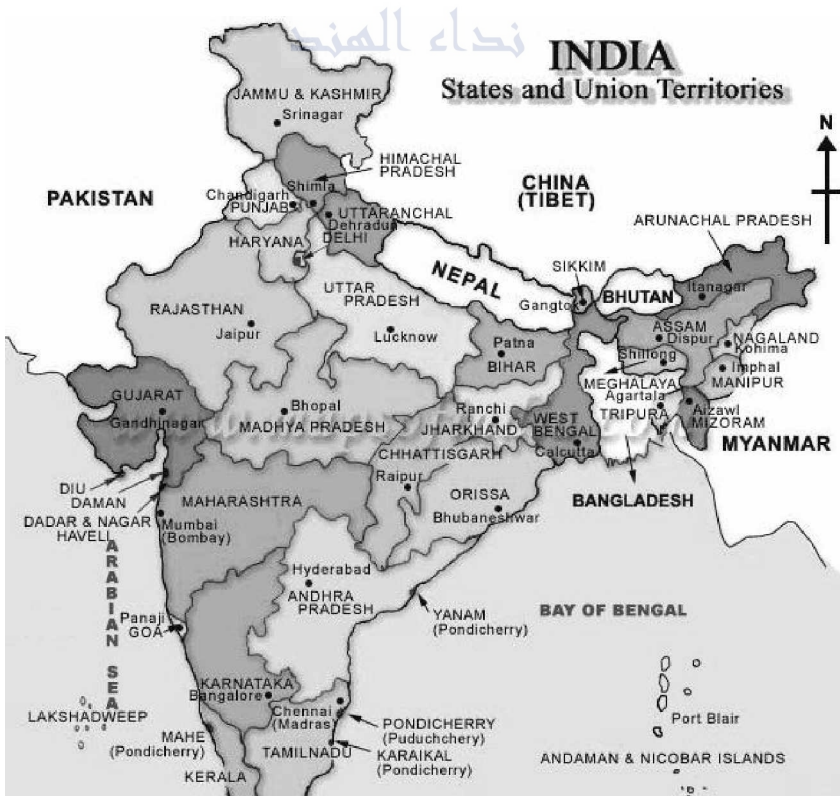 نداء الهند
INDIA
States and Union Territories
N
JAMMU & KASHMIR
Srinagar
HIMACHAL
PRADESH
PAKISTAN
CHINA
(TIBET)
Chandigarh
Shimla
PUNJAB
UTTARANCHAL
Dehradun
ARUNACHAL PRADESH
HARYANA
DELHI
NEPAL
SIKKIM
Gangtok
BHUTAN
Itanagar
RAJASTHAN
Jaipur
UTTAR
PRADESH
Lucknow
Patna
BIHAR
ASSAM
Dispur
NAGALAND
Kohima
Shillong
Imphal
MANIPUR
MEGHALAYA
Agartala
TRIPURA
Aizawl
MIZORAM
MYANMAR
GUJARAT
Gandhinagar
Bhopal
MADHYA PRADESH
Ranchi
JHARKHAND
WEST
BENGAL
Calcutta
CHHATTISGARH
Raipur
BANGLADESH
DIU
DAMAN
DADAR & NAGAR
HAVELI
MAHARASHTRA
Mumbai
(Bombay)
ORISSA
Bhubaneshwar
ARABIAN SEA
Hyderabad
ANDHRA
PRADESH
YANAM
(Pondicherry)
BAY OF BENGAL
Panaji
GOA
KARNATAKA
Bangalore
Chennai
(Madras)
PONDICHERRY
(Puduchchery)
LAKSHADWEEP
MAHE
(Pondicherry)
TAMILNADU
KARAIKAL
(Pondicherry)
KERALA
Port Blair
ANDAMAN & NICOBAR ISLANDS